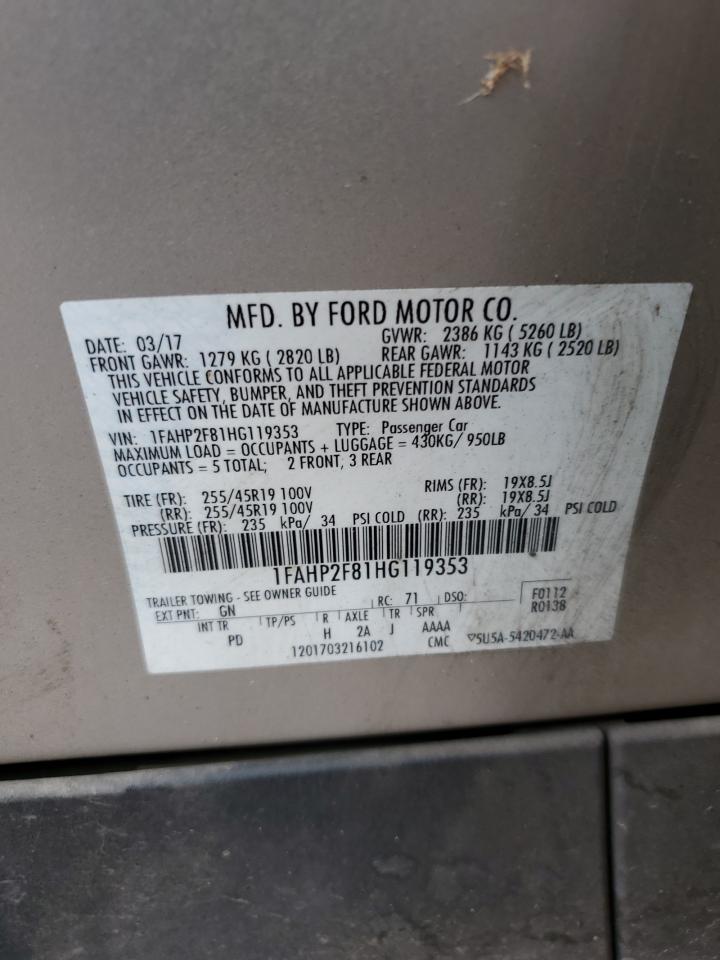 MFD. BY FORD MOTOR CO.
DATE: 03/17 GVWR: 2386 KG ( 5260 LB)
FRONT GAWR: 1279 KG ( 2820 LB) REAR GAWR: 1143 KG ( 2520 LB)
THIS VEHICLE CONFORMS TO ALL APPLICABLE FEDERAL MOTOR
VEHICLE SAFETY, BUMPER, AND THEFT PREVENTION STANDARDS
IN EFFECT ON THE DATE OF MANUFACTURE SHOWN ABOVE.
VIN: 1FAHP2F81HG119353 TYPE: Passenger Car
MAXIMUM LOAD = OCCUPANTS + LUGGAGE = 430KG/ 950LB
OCCUPANTS = 5 TOTAL; 2 FRONT, 3 REAR
TIRE (FR): 255/45R19 100V RIMS (FR): 19X8.5J
(RR): 255/45R19 100V (RR): 19X8.5J
PRESSURE (FR): 235 kPa/ 34 PSI COLD (RR): 235 kPa/ 34 PSI COLD
1FAHP2F81HG119353
TRAILER TOWING - SEE OWNER GUIDE
EXT PNT: GN RC: 71 DSO: F0112
R0138
INT TR TP/PS R AXLE TR SPR
PD H 2A J AAAA
1201703216102 CMC ▽5U5A-5420472-AA